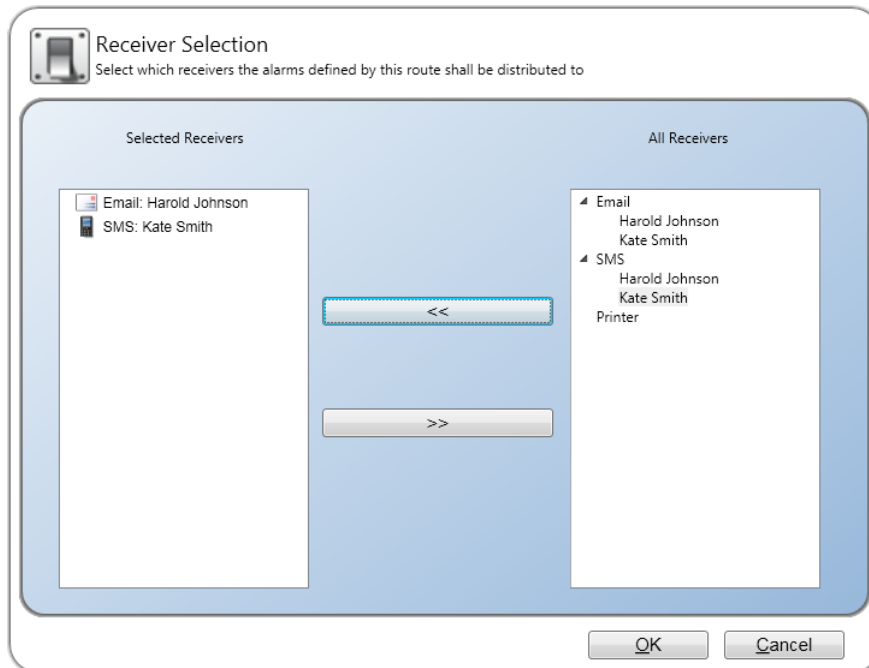 Receiver Selection
Select which receivers the alarms defined by this route shall be distributed to
Selected Receivers
Email: Harold Johnson
SMS: Kate Smith
<<
>>
All Receivers
Email
Harold Johnson
Kate Smith
SMS
Harold Johnson
Kate Smith
Printer
OK
Cancel